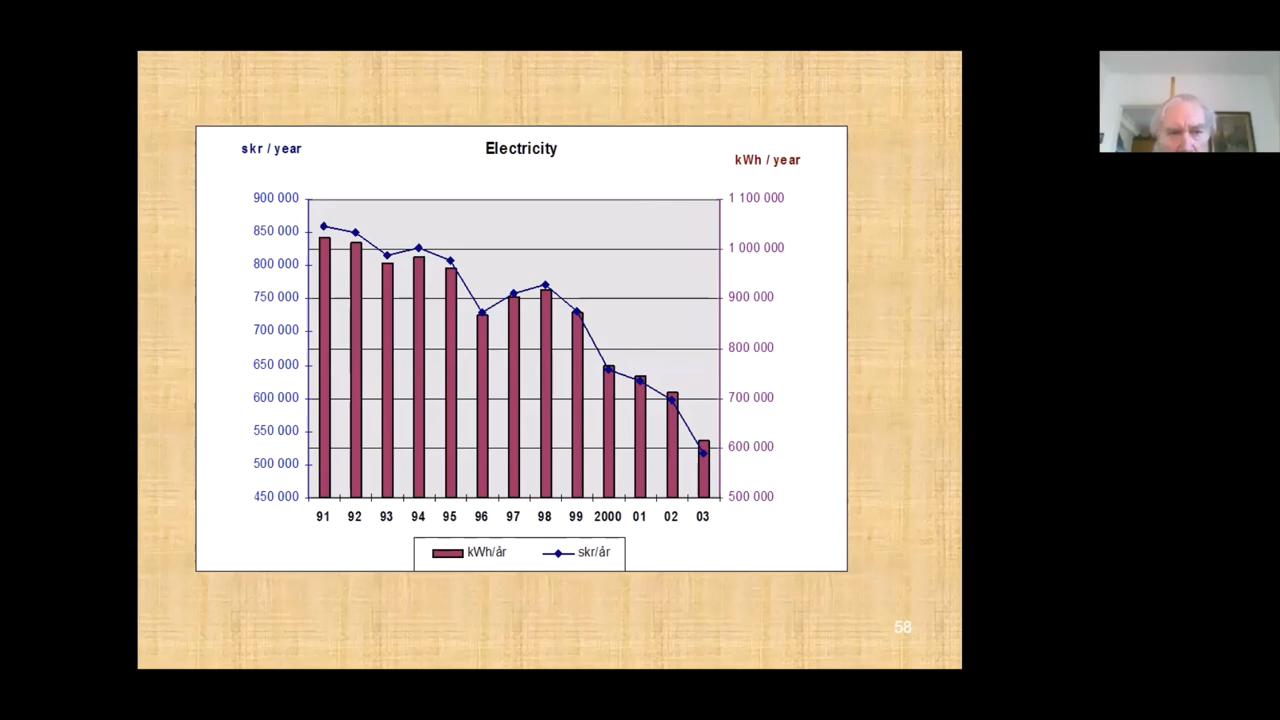 skr / year
Electricity
kWh / year
900 000
850 000
800 000
750 000
700 000
650 000
600 000
550 000
500 000
450 000
1 100 000
1 000 000
900 000
800 000
700 000
600 000
500 000
91 92 93 94 95 96 97 98 99 2000 01 02 03
kWh/år skr/år
58